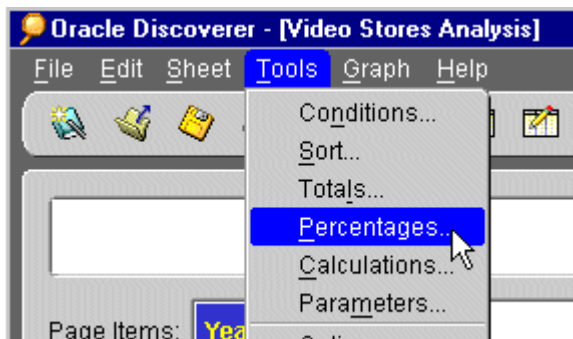 Oracle Discoverer - [Video Stores Analysis]
File Edit Sheet Tools Graph Help
Conditions...
Sort...
Totals...
Percentages...
Calculations...
Parameters...
Page Items: Yea